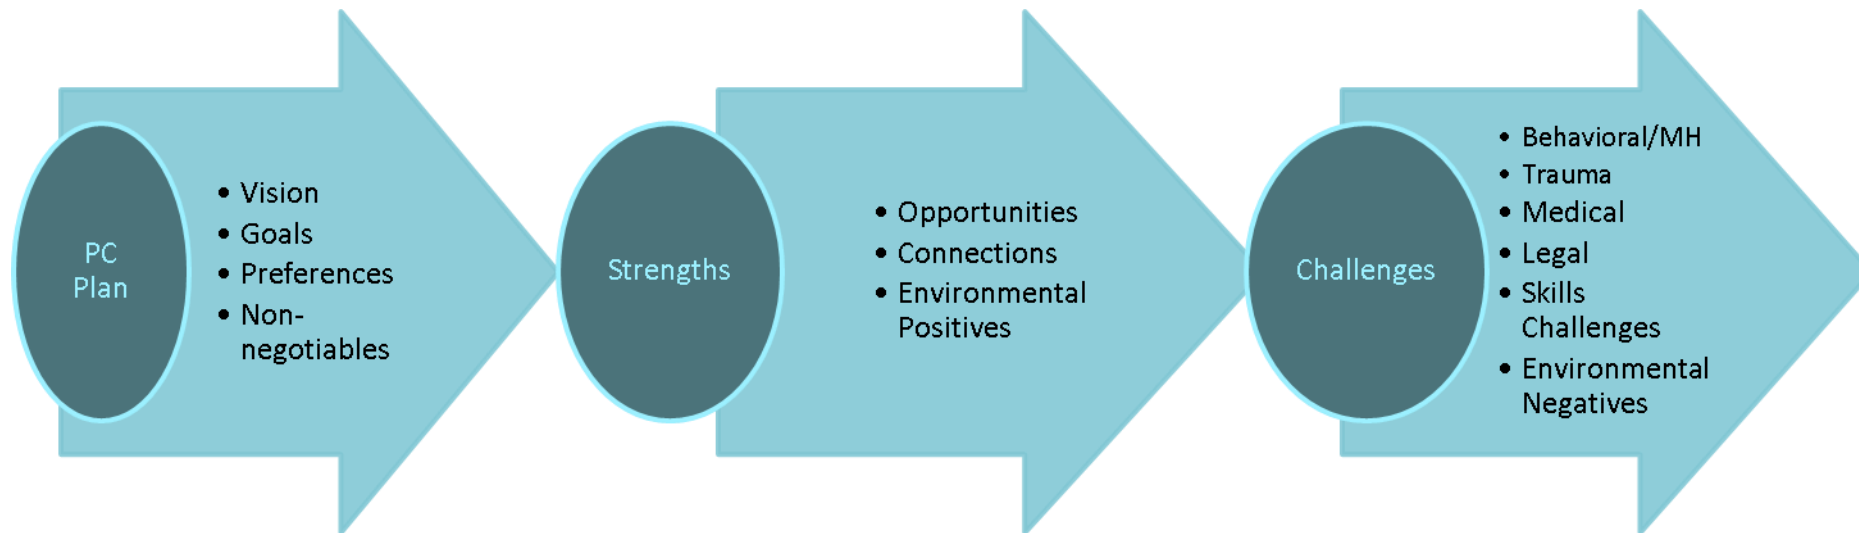 PC
Plan
• Vision
• Goals
• Preferences
• Non-
negotiables
Strengths
• Opportunities
• Connections
• Environmental
Positives
Challenges
• Behavioral/MH
• Trauma
• Medical
• Legal
• Skills
Challenges
• Environmental
Negatives